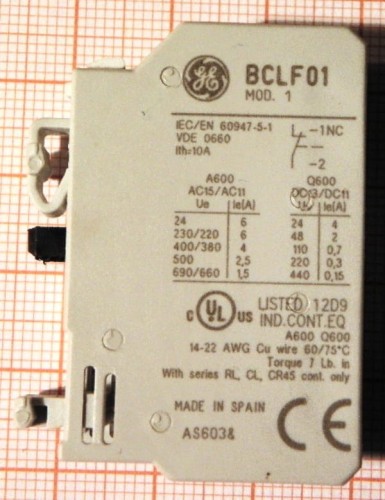 GE
BCLF01
MOD. 1
IEC/EN 60947-5-1
VDE 0660
Ith=10A
1NC
2
A600
AC15/AC11
Ue Ie(A)
24 6
230/220 6
400/380 4
500 2,5
690/660 1,5
Q600
DC13/DC11
Ue Ie(A)
24 4
48 2
110 0,7
220 0,3
440 0,15
C UL US
LISTED 12D9
IND.CONT.EQ
A600 Q600
14-22 AWG Cu wire 60/75°C
Torque 7 Lb. in
With series RL, CL, CR45 cont. only
MADE IN SPAIN
AS603&
CE